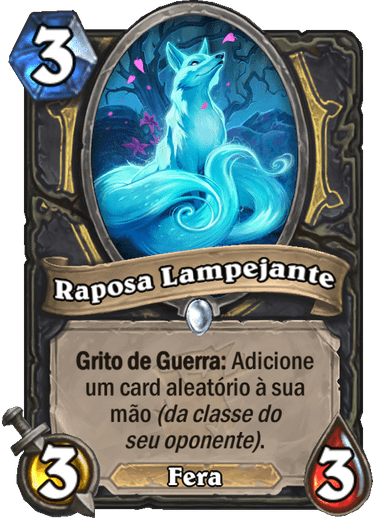 3
Raposa Lampejante
Grito de Guerra: Adicione
um card aleatório à sua
mão (da classe do
seu oponente).
3
Fera
3